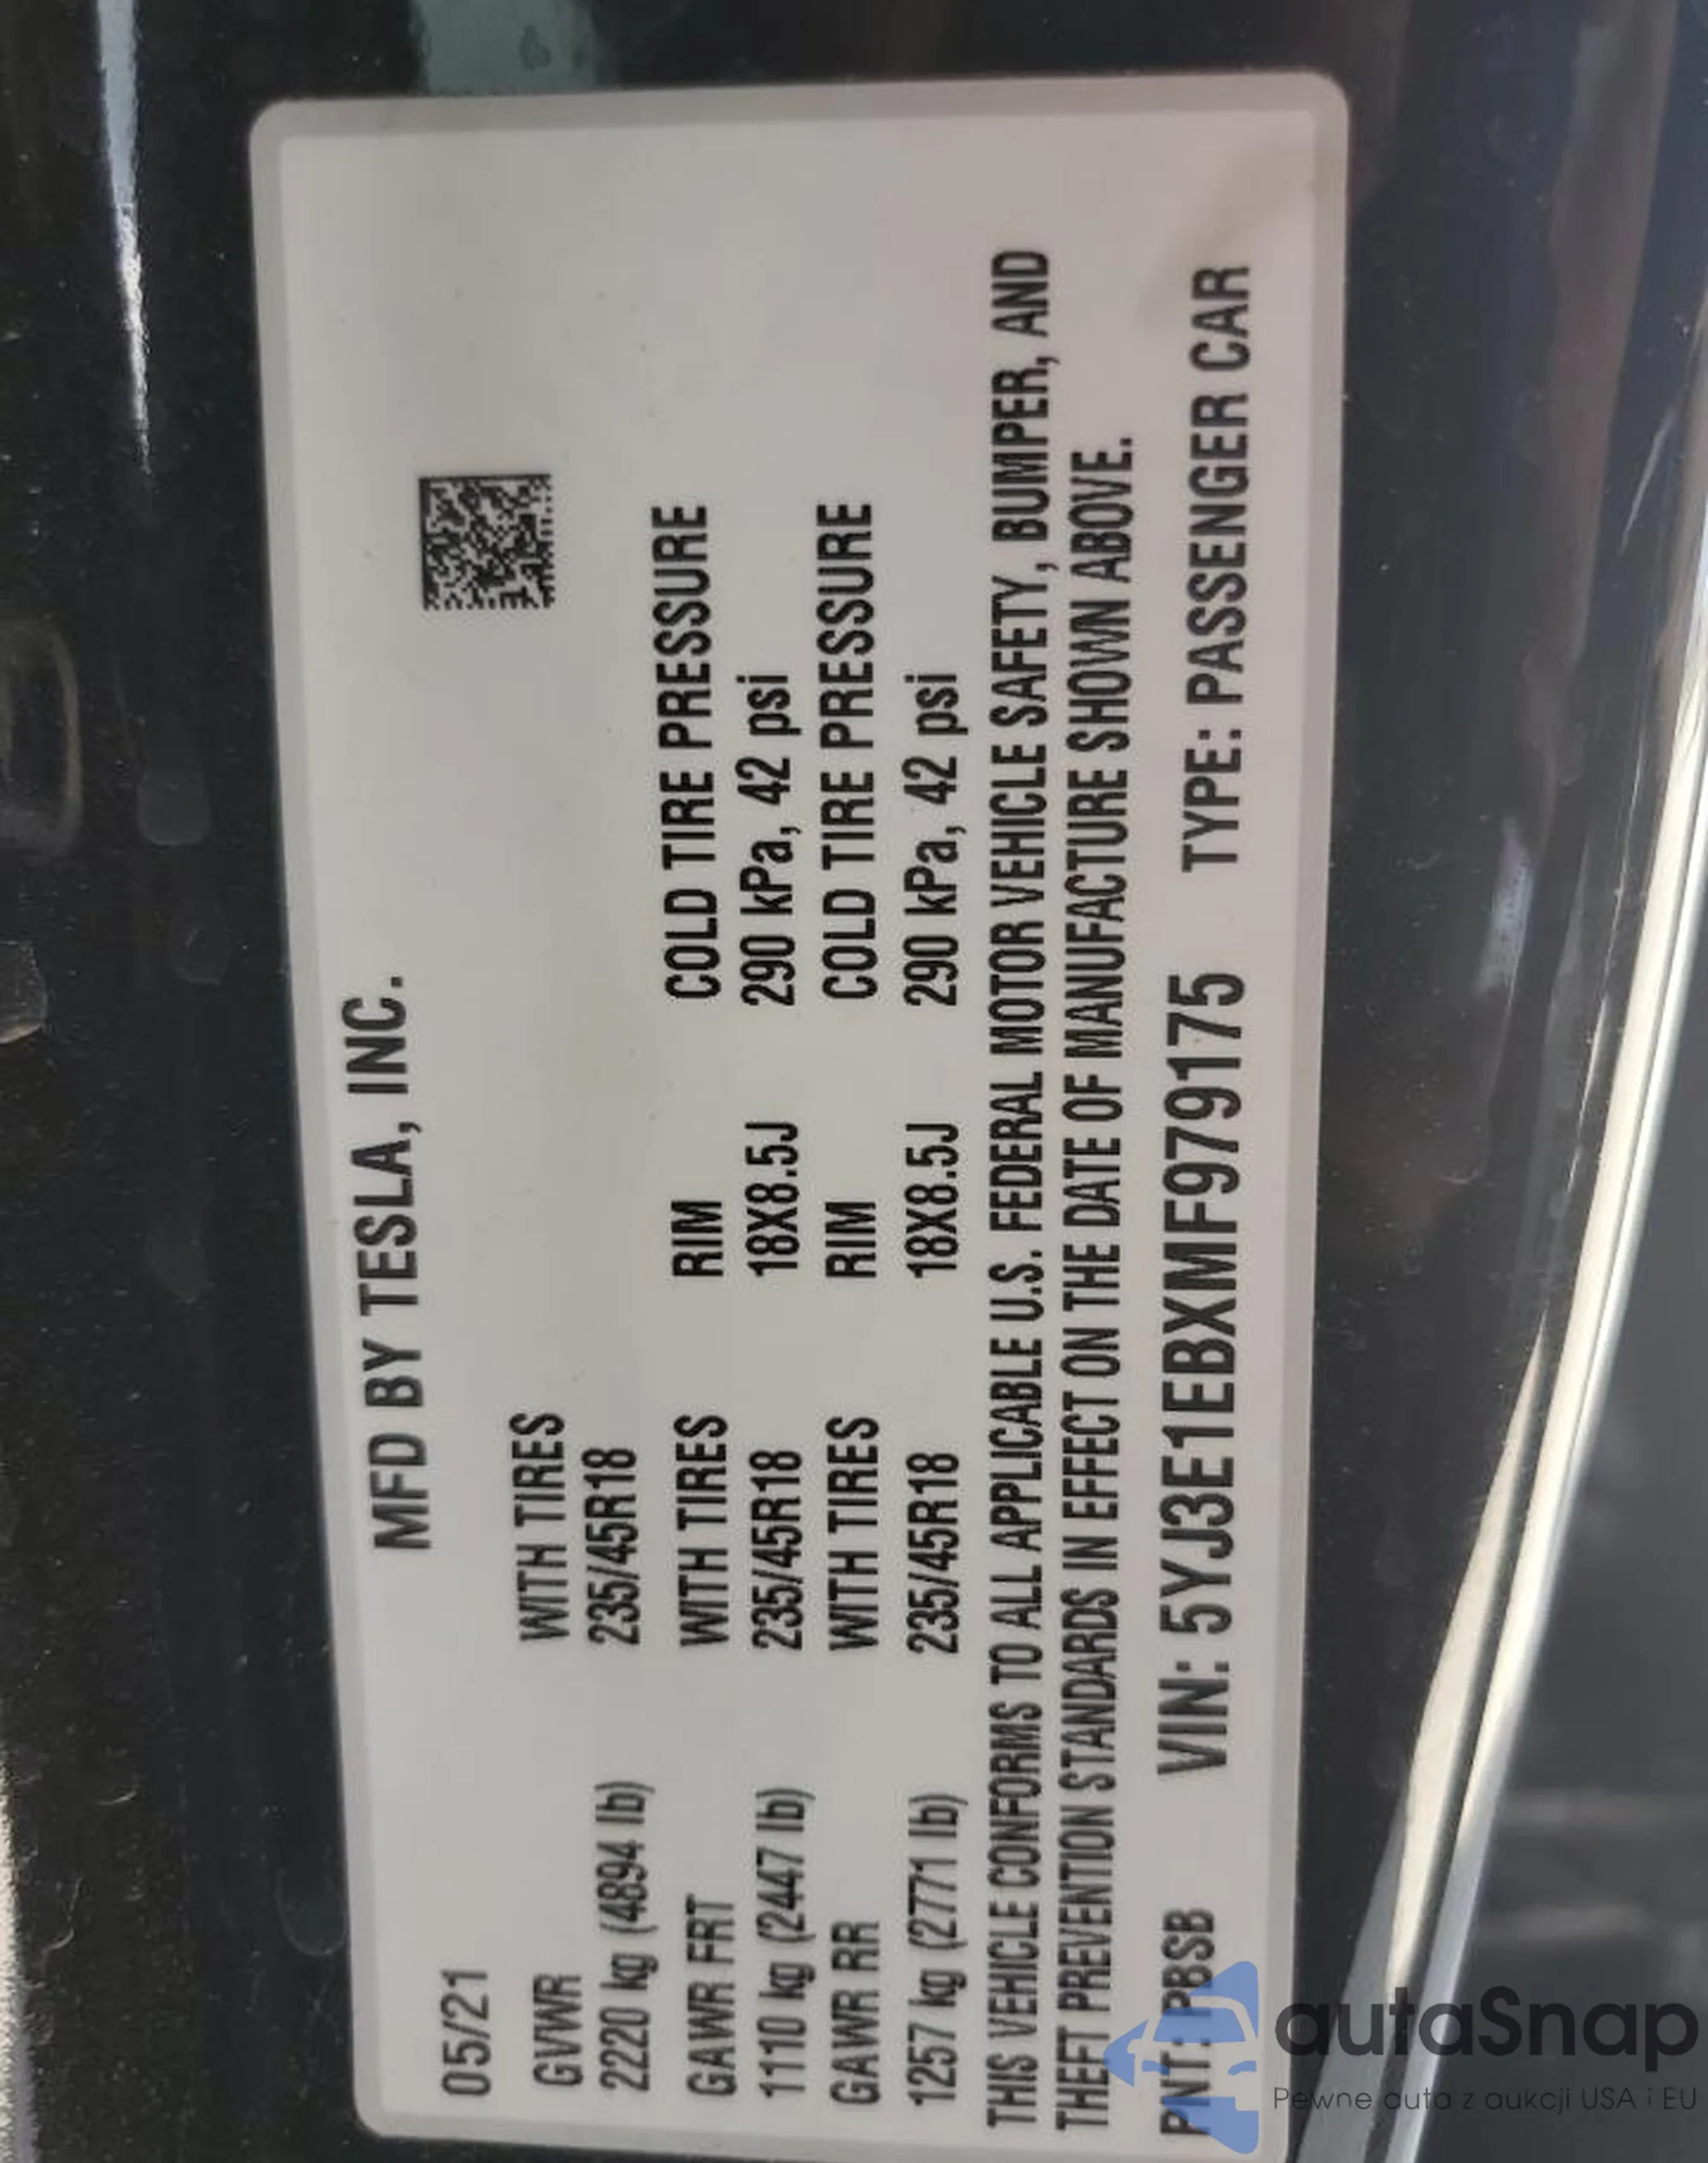 MFD BY TESLA, INC.
05/21
GVWR WITH TIRES
2220 kg (4894 lb) 235/45R18
GAWR FRT WITH TIRES RIM COLD TIRE PRESSURE
1110 kg (2447 lb) 235/45R18 18X8.5J 290 kPa, 42 psi
GAWR RR WITH TIRES RIM COLD TIRE PRESSURE
1257 kg (2771 lb) 235/45R18 18X8.5J 290 kPa, 42 psi
THIS VEHICLE CONFORMS TO ALL APPLICABLE U.S. FEDERAL MOTOR VEHICLE SAFETY, BUMPER, AND
THEFT PREVENTION STANDARDS IN EFFECT ON THE DATE OF MANUFACTURE SHOWN ABOVE.
PNT: PBSB VIN: 5YJ3E1EBXMF979175 TYPE: PASSENGER CAR
autaSnap
Pewne auta z aukcji USA i EU